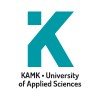 KAMK • University
of Applied Sciences